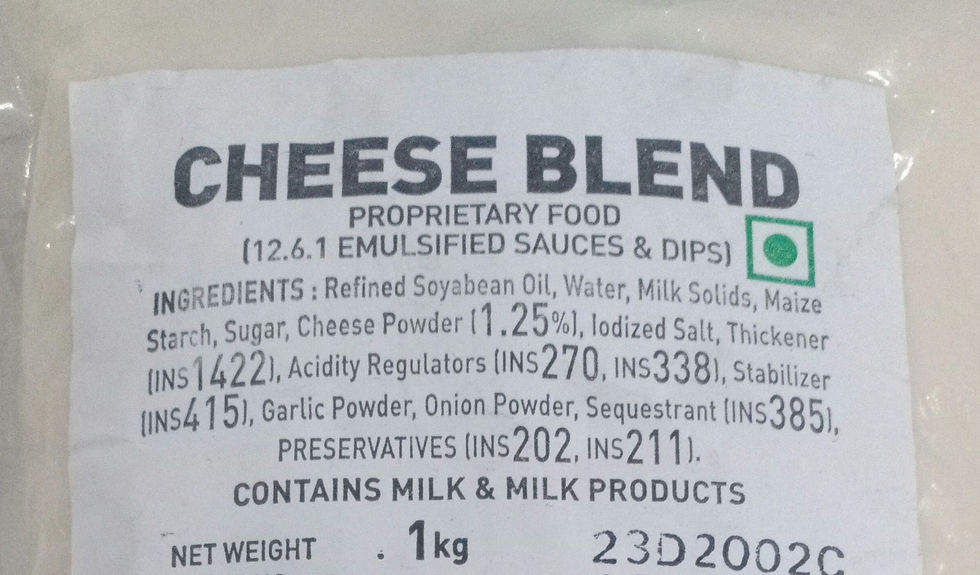 CHEESE BLEND
PROPRIETARY FOOD
(12.6.1 EMULSIFIED SAUCES & DIPS)
INGREDIENTS : Refined Soyabean Oil, Water, Milk Solids, Maize
Starch, Sugar, Cheese Powder (1.25%), Iodized Salt, Thickener
(INS1422), Acidity Regulators (INS270, INS338), Stabilizer
(INS415), Garlic Powder, Onion Powder, Sequestrant (INS385),
PRESERVATIVES (INS202, INS211).
CONTAINS MILK & MILK PRODUCTS
NET WEIGHT . 1kg 23D2002C